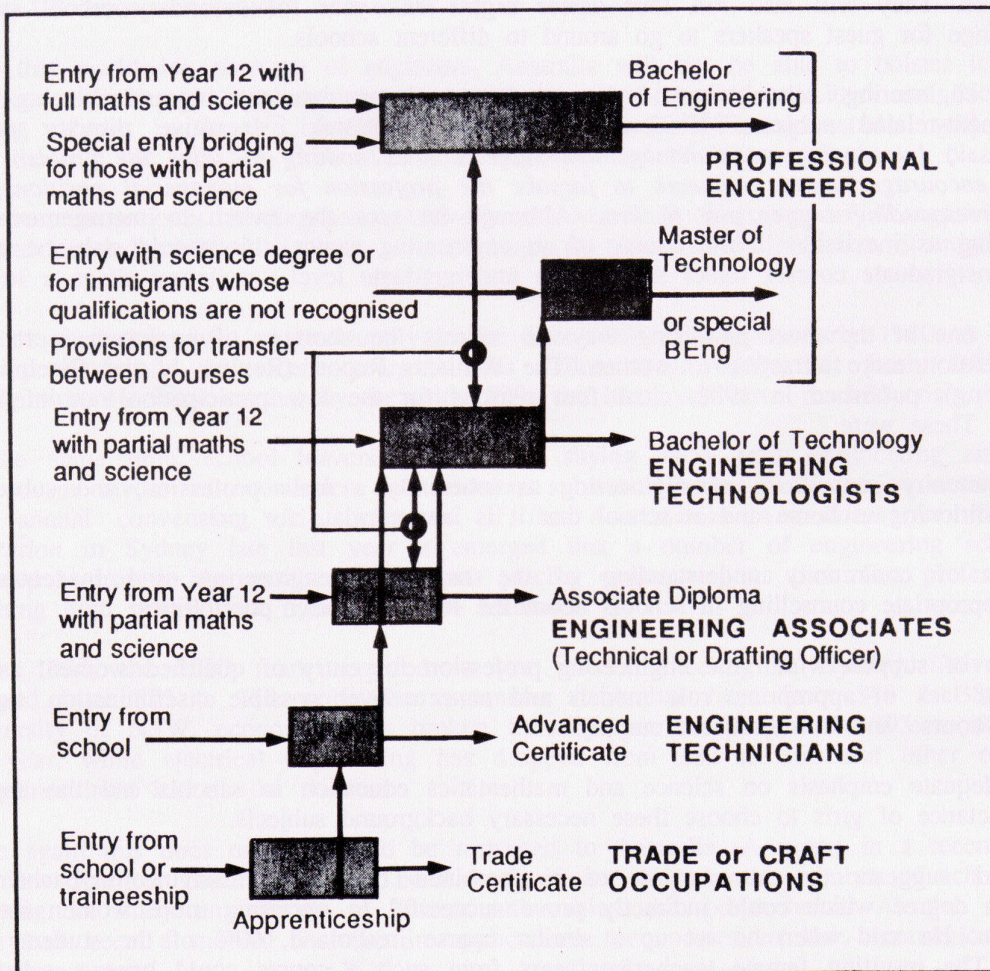 Entry from Year 12 with
full maths and science
Bachelor
of Engineering
Special entry bridging
for those with partial
maths and science
PROFESSIONAL
ENGINEERS
Entry with science degree or
for immigrants whose
qualifications are not recognised
Master of
Technology
or special
BEng
Provisions for transfer
between courses
Entry from Year 12
with partial maths
and science
Bachelor of Technology
ENGINEERING
TECHNOLOGISTS
Entry from Year 12
with partial maths
and science
Associate Diploma
ENGINEERING ASSOCIATES
(Technical or Drafting Officer)
Entry from
school
Advanced
Certificate
ENGINEERING
TECHNICIANS
Entry from
school or
traineeship
Trade
Certificate
TRADE or CRAFT
OCCUPATIONS
Apprenticeship